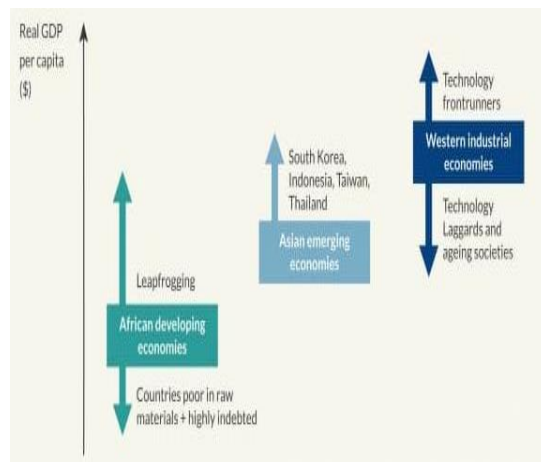 Real GDP
per capita
($)
Technology
frontrunners
Western industrial
economies
Technology
Laggards and
ageing societies
South Korea,
Indonesia, Taiwan,
Thailand
Asian emerging
economies
Leapfrogging
African developing
economies
Countries poor in raw
materials + highly indebted